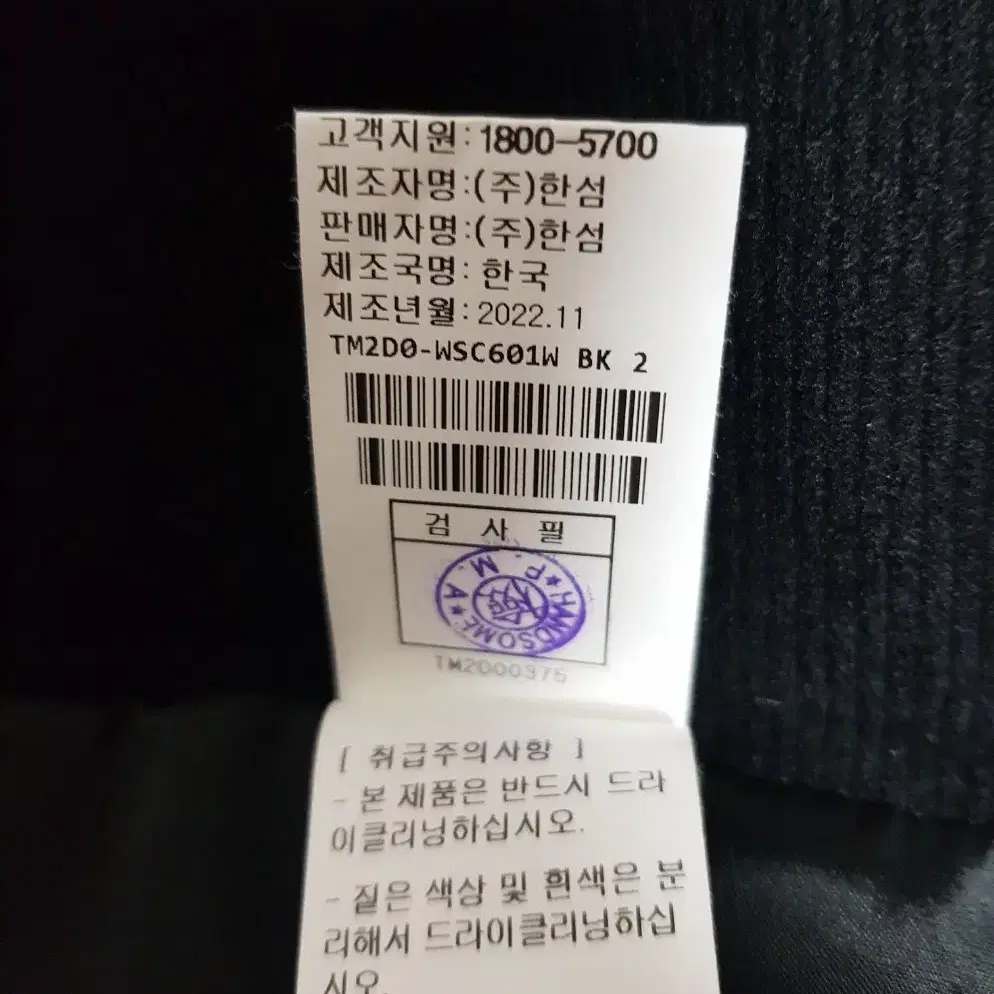 고객지원: 1800-5700
제조자명:(주)한섬
판매자명:(주)한섬
제조국명: 한국
제조년월: 2022.11
TM2D0-WSC601W BK 2
검 사 필
HANDSOME★P.M.A★
TM2D00375
[ 취급주의사항 ]
- 본 제품은 반드시 드라
이클리닝하십시오.
- 짙은 색상 및 흰색은 분
리해서 드라이클리닝하십
시오.